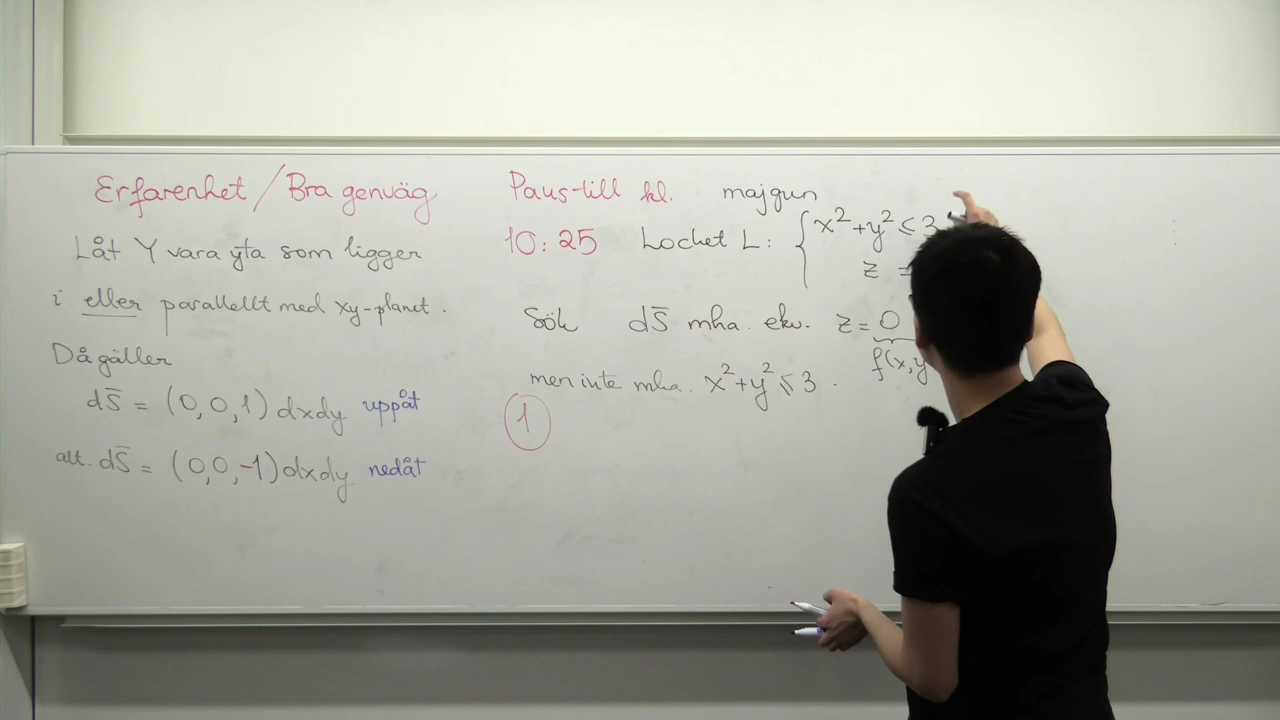 Erfarenhet / Bra genväg
Låt Y vara yta som ligger
i eller parallellt med xy-planet.
Då gäller
dS̄ = (0,0,1) dxdy uppåt
alt. dS̄ = (0,0,-1) dxdy nedåt
Paus till kl.
10:25
Locket L: { x² + y² ≤ 3
z =
Sök dS̄ mha. ekv. z = 0
f(x,y
men inte mha. x² + y² ≤ 3.
1